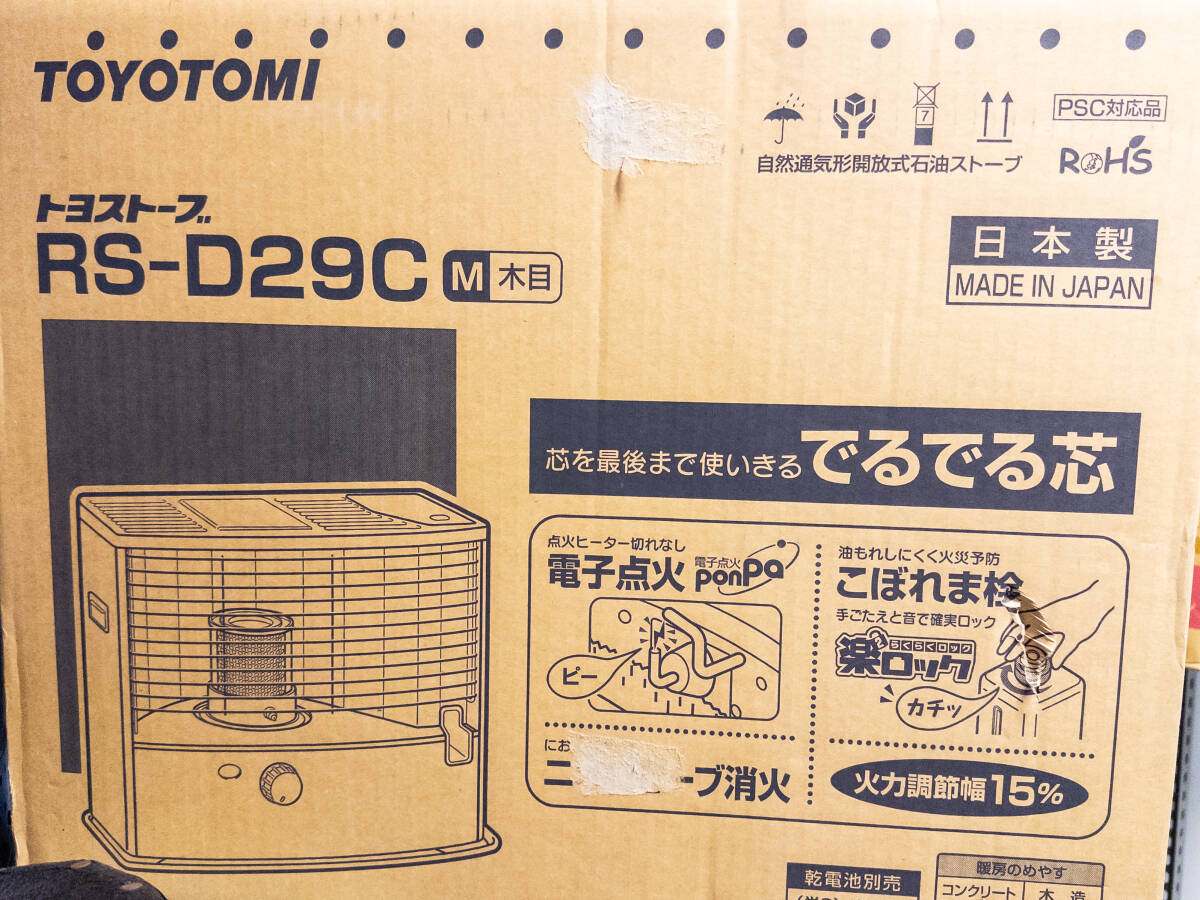 TOYOTOMI
7
PSC対応品
自然通気形開放式石油ストーブ
RoHS
トヨストーブ
RS-D29C M 木目
日本製
MADE IN JAPAN
芯を最後まで使いきる でるでる芯
点火ヒーター切れなし
電子点火 電子点火 ponpa
ピー
油もれしにくく火災予防
こぼれま栓
手ごたえと音で確実ロック
らくらくロック
楽ロック
カチッ
にお
ニ ーブ消火
火力調節幅15%
乾電池別売
暖房のめやす
コンクリート 木造